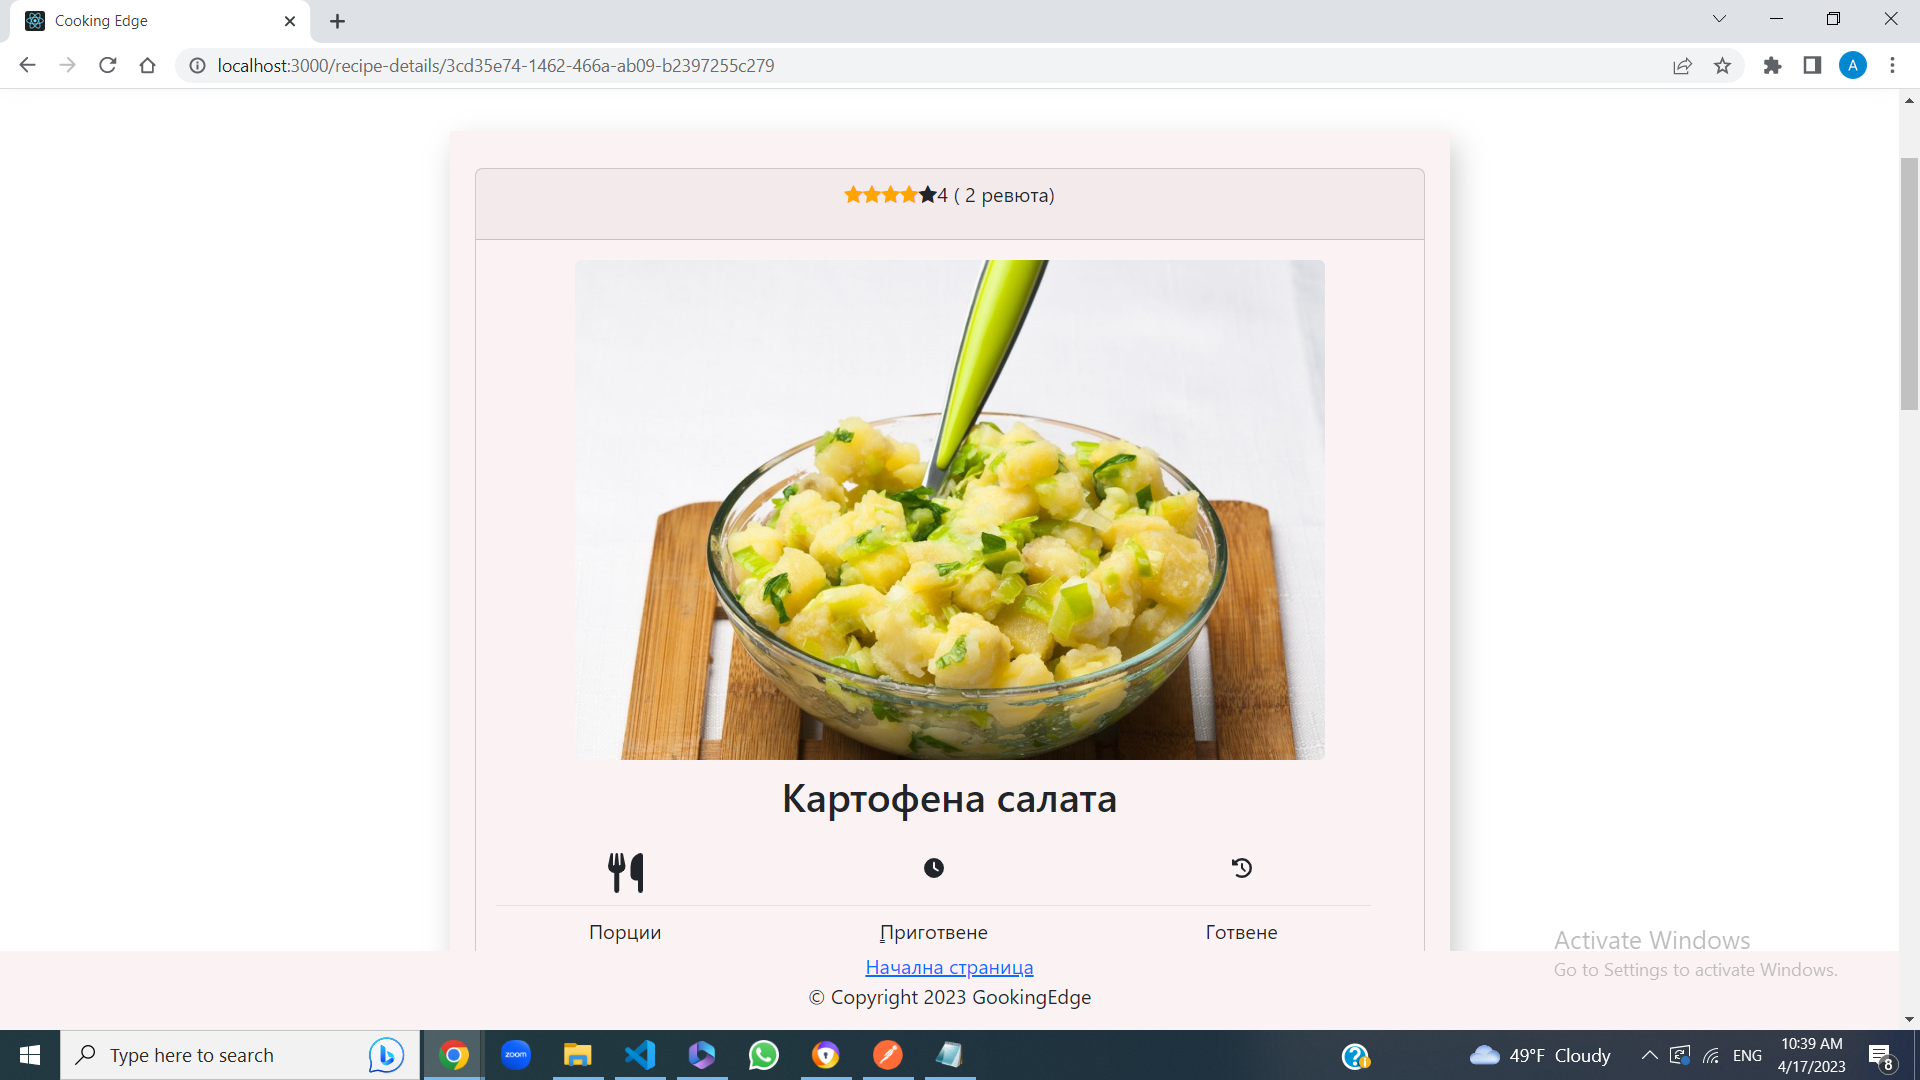 Cooking Edge
localhost:3000/recipe-details/3cd35e74-1462-466a-ab09-b2397255c279
A
4 ( 2 ревюта)
Картофена салата
Порции Приготвене Готвене
Начална страница
© Copyright 2023 GookingEdge
Activate Windows
Go to Settings to activate Windows.
Type here to search
zoom
49°F Cloudy
ENG
10:39 AM
4/17/2023
8